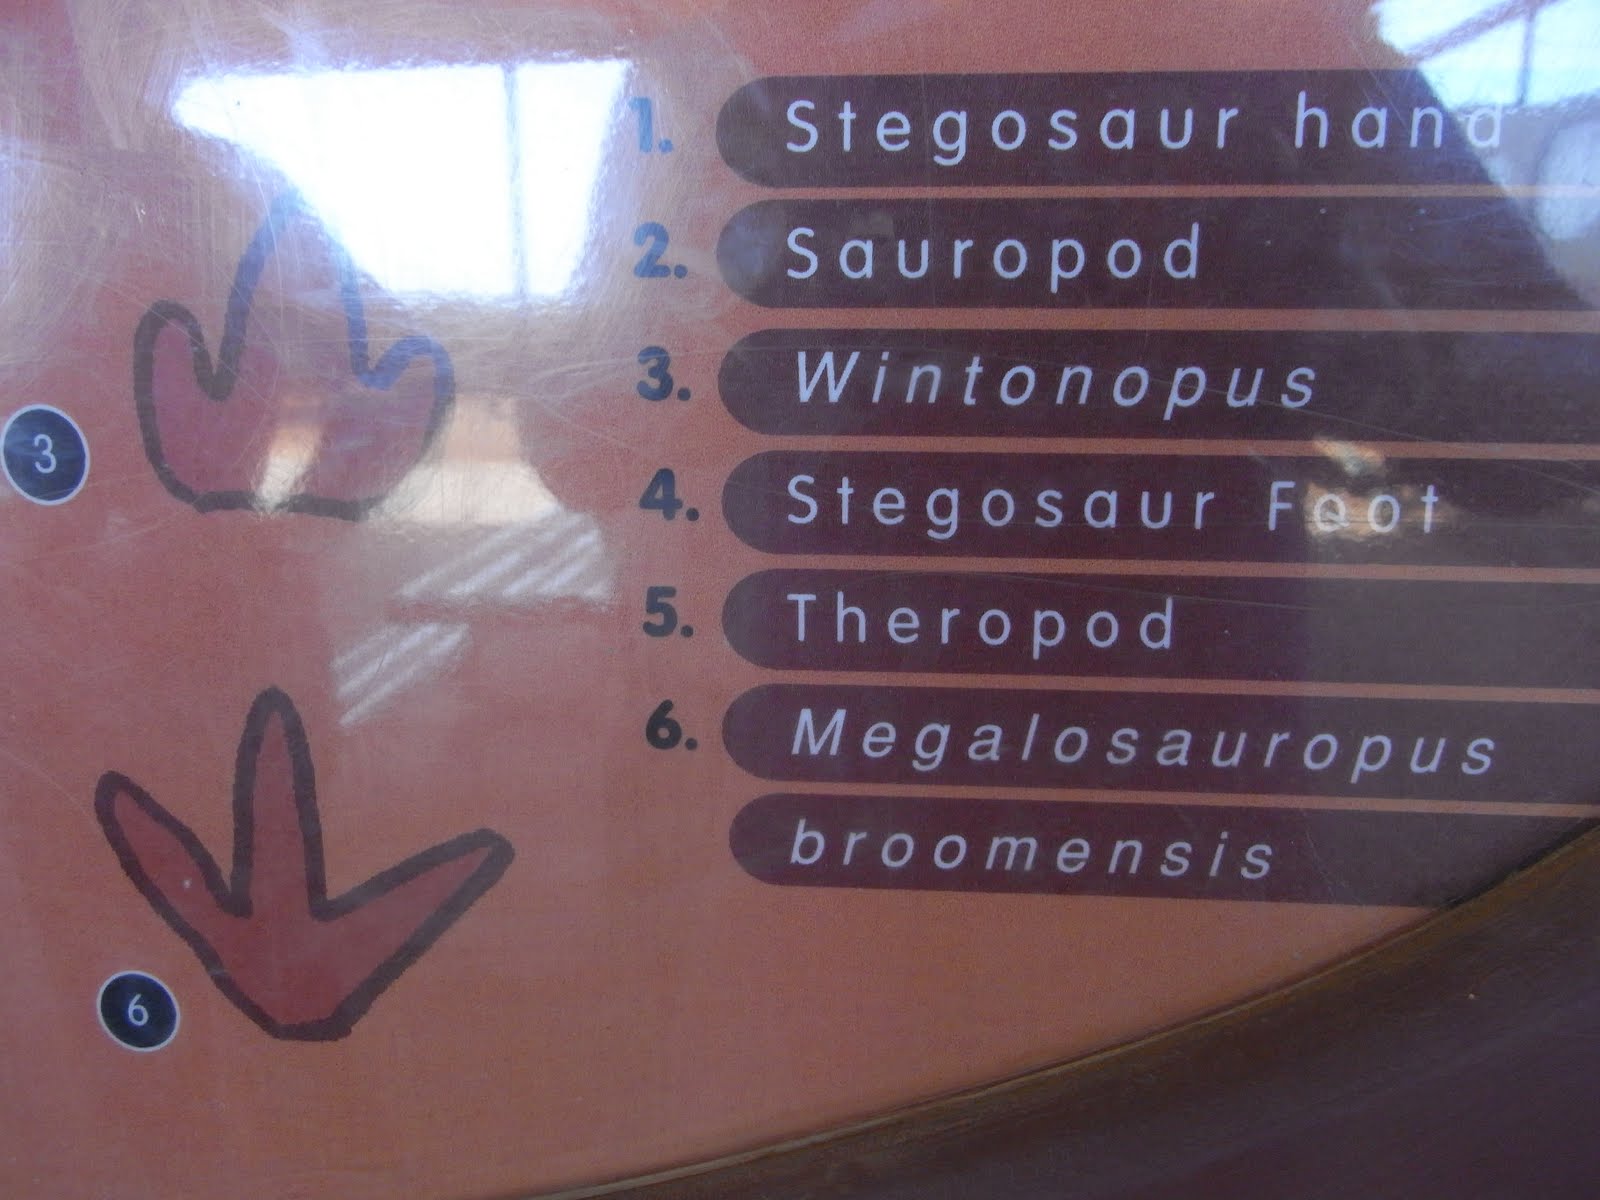 1. Stegosaur hand
2. Sauropod
3. Wintonopus
4. Stegosaur Foot
5. Theropod
6. Megalosauropus
broomensis
3
6